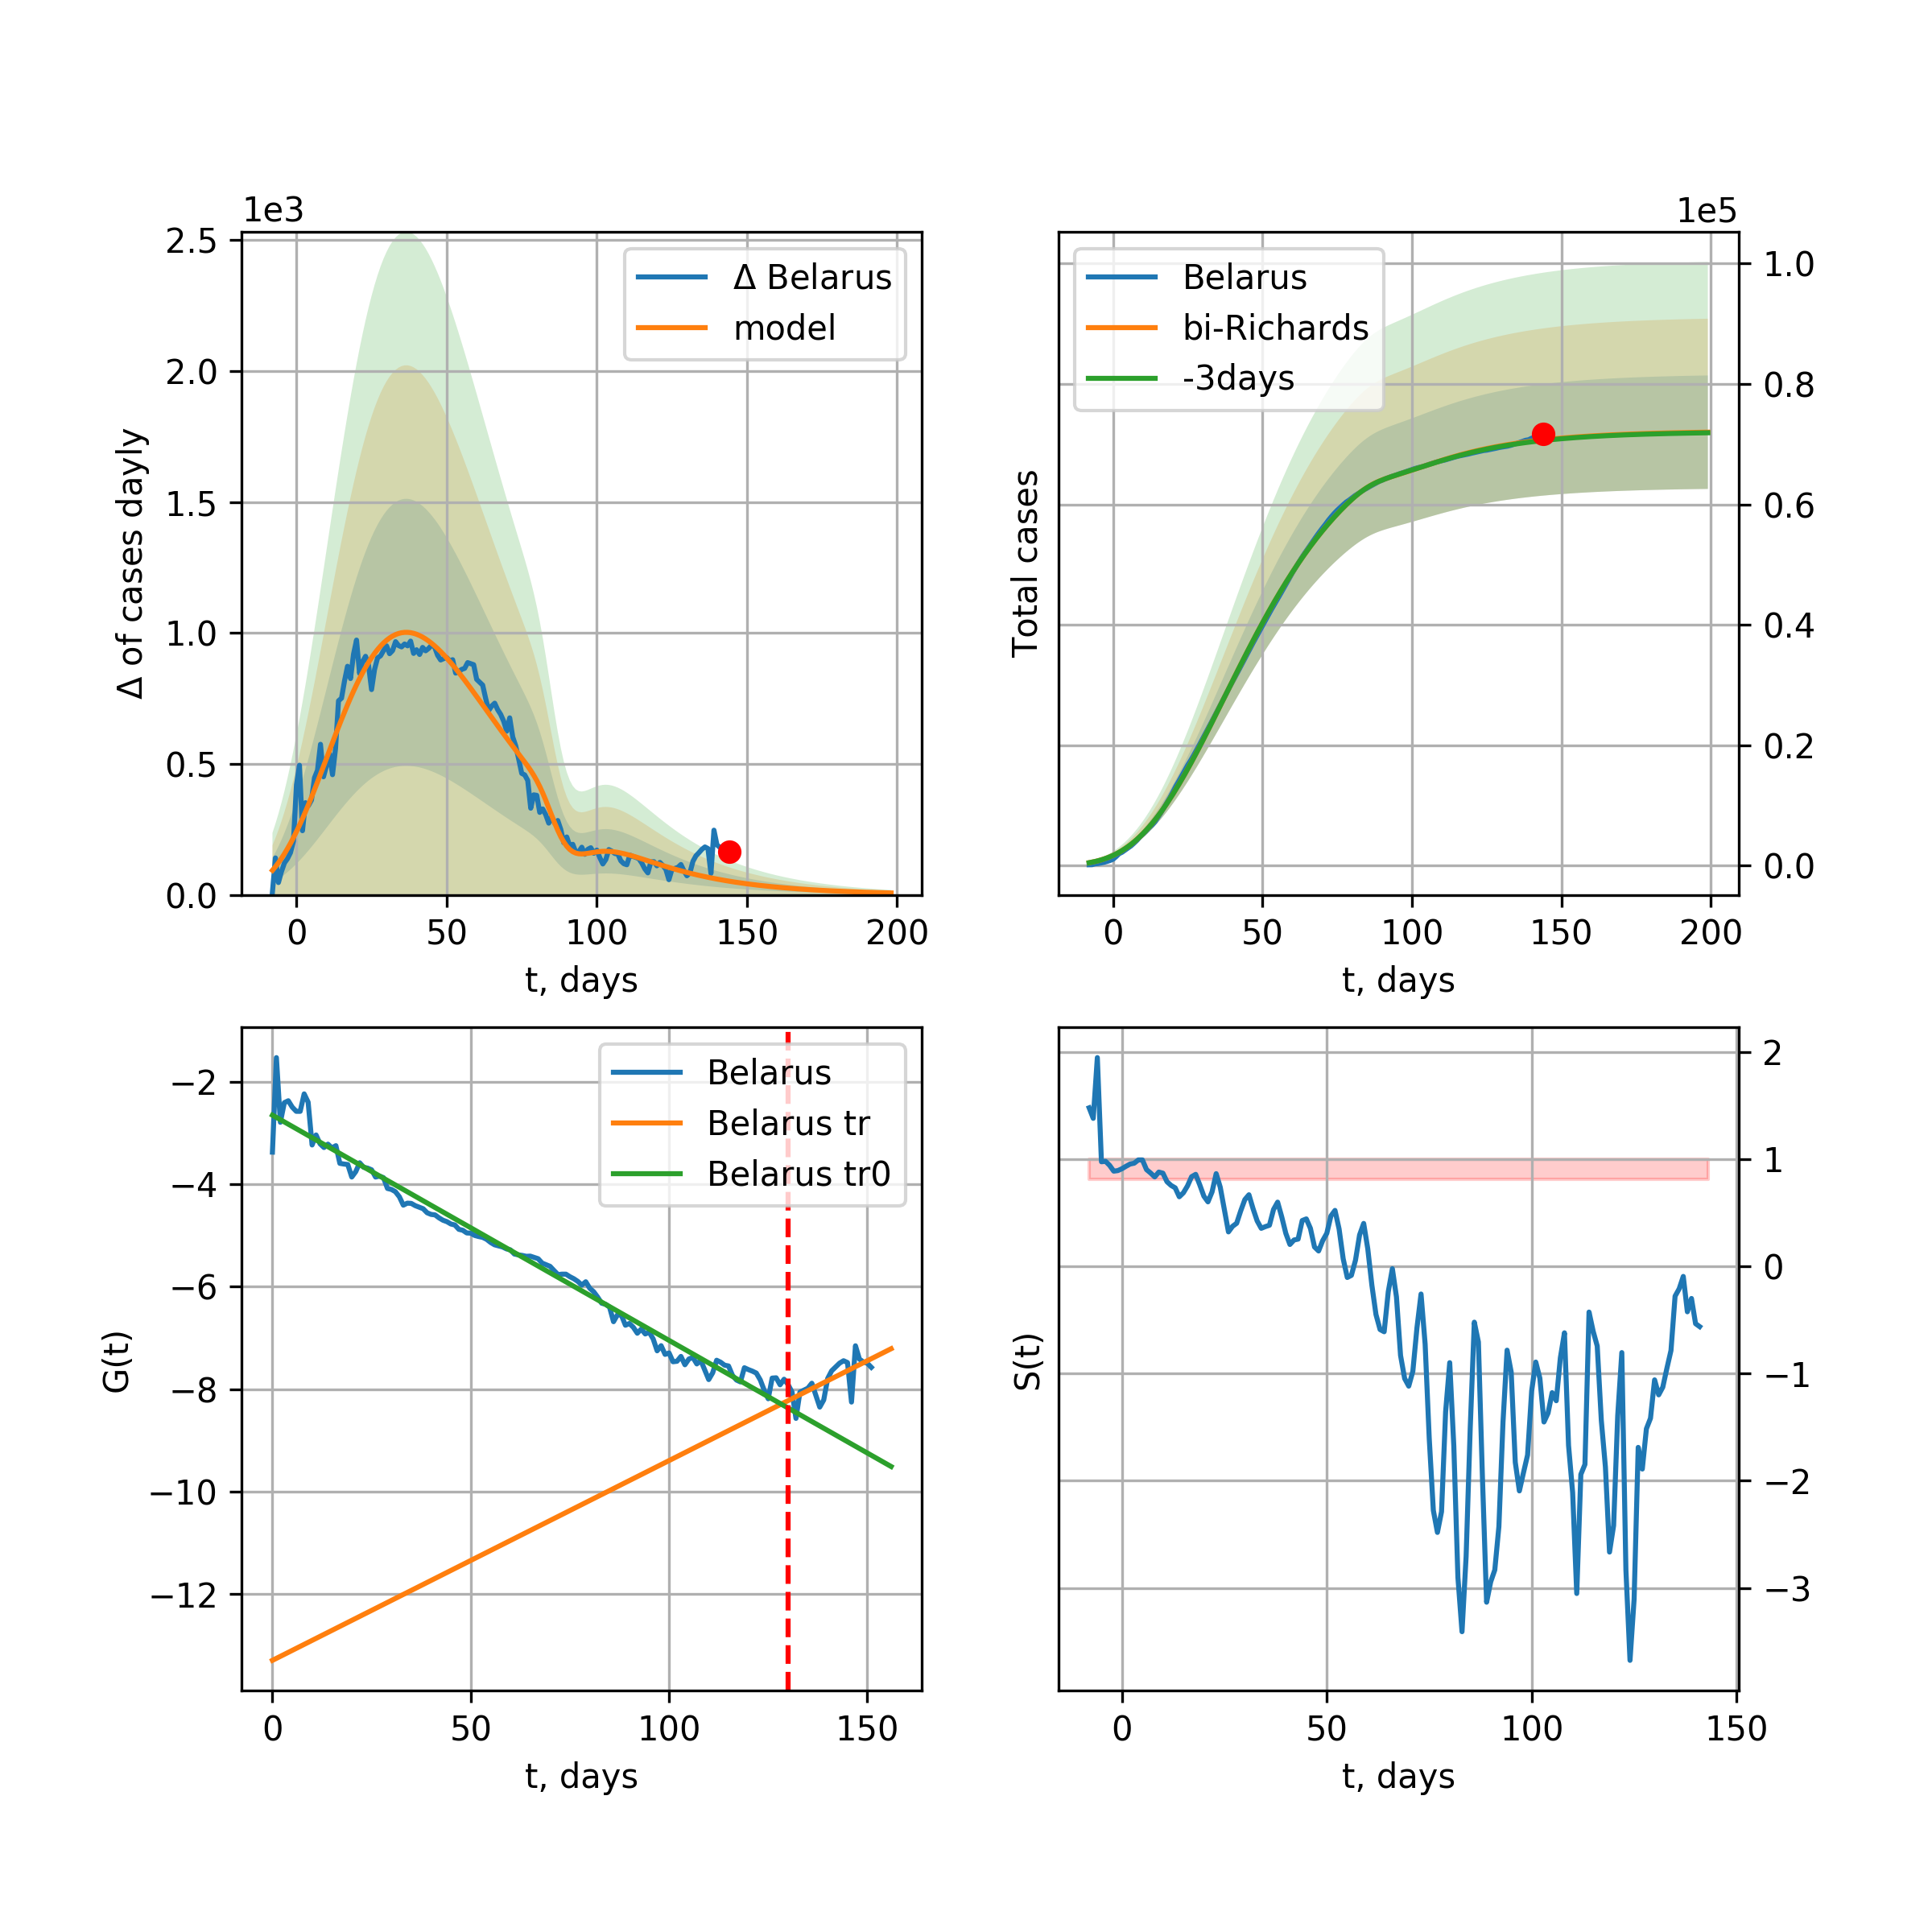 1e3
2.5
2.0
1.5
1.0
0.5
0.0
Δ of cases dayly
Δ Belarus
model
0 50 100 150 200
t, days
1e5
1.0
0.8
0.6
0.4
0.2
0.0
Total cases
Belarus
bi-Richards
-3days
0 50 100 150 200
t, days
−2
−4
−6
−8
−10
−12
G(t)
Belarus
Belarus tr
Belarus tr0
0 50 100 150
t, days
2
1
0
−1
−2
−3
S(t)
0 50 100 150
t, days